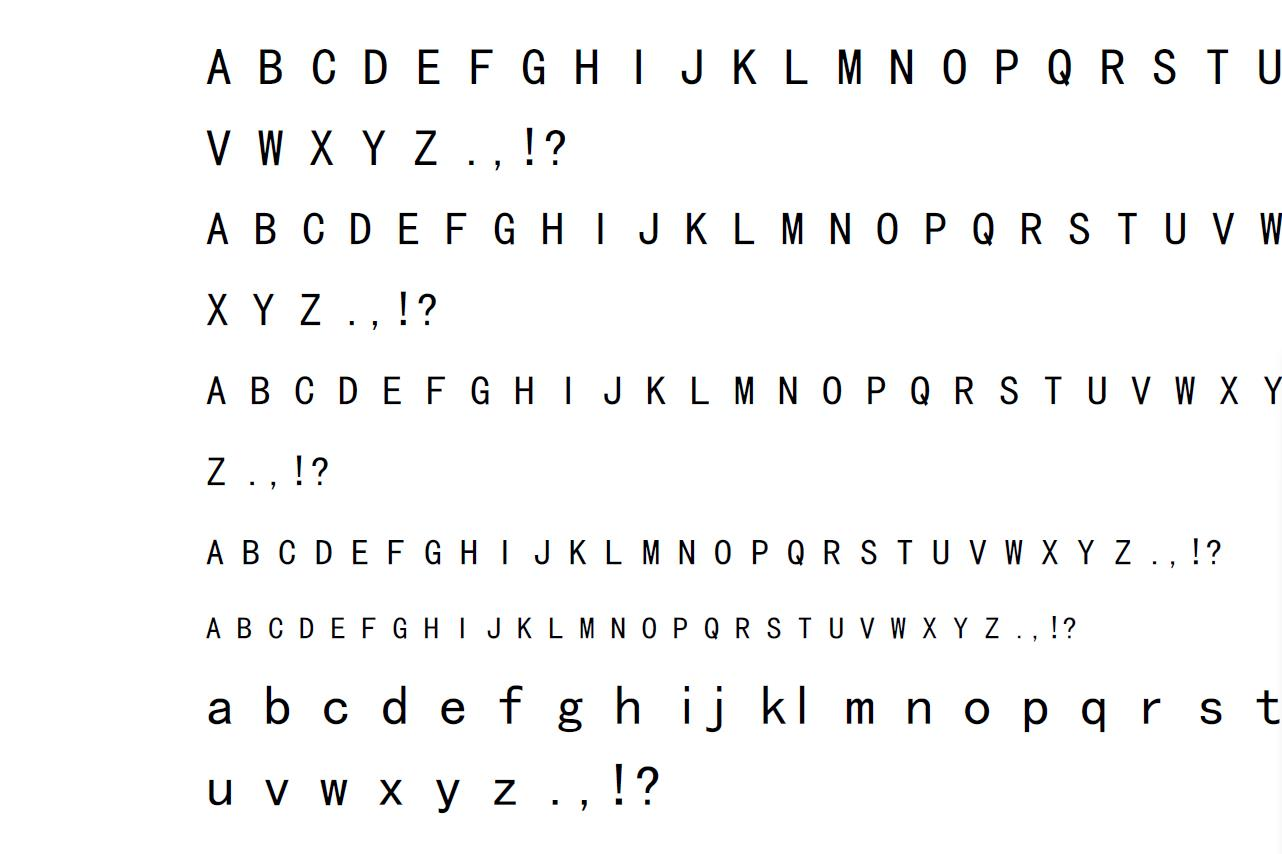 A B C D E F G H I J K L M N O P Q R S T U
V W X Y Z . , ! ?
A B C D E F G H I J K L M N O P Q R S T U V W
X Y Z . , ! ?
A B C D E F G H I J K L M N O P Q R S T U V W X Y
Z . , ! ?
A B C D E F G H I J K L M N O P Q R S T U V W X Y Z . , ! ?
A B C D E F G H I J K L M N O P Q R S T U V W X Y Z . , ! ?
a b c d e f g h i j k l m n o p q r s t
u v w x y z . , ! ?